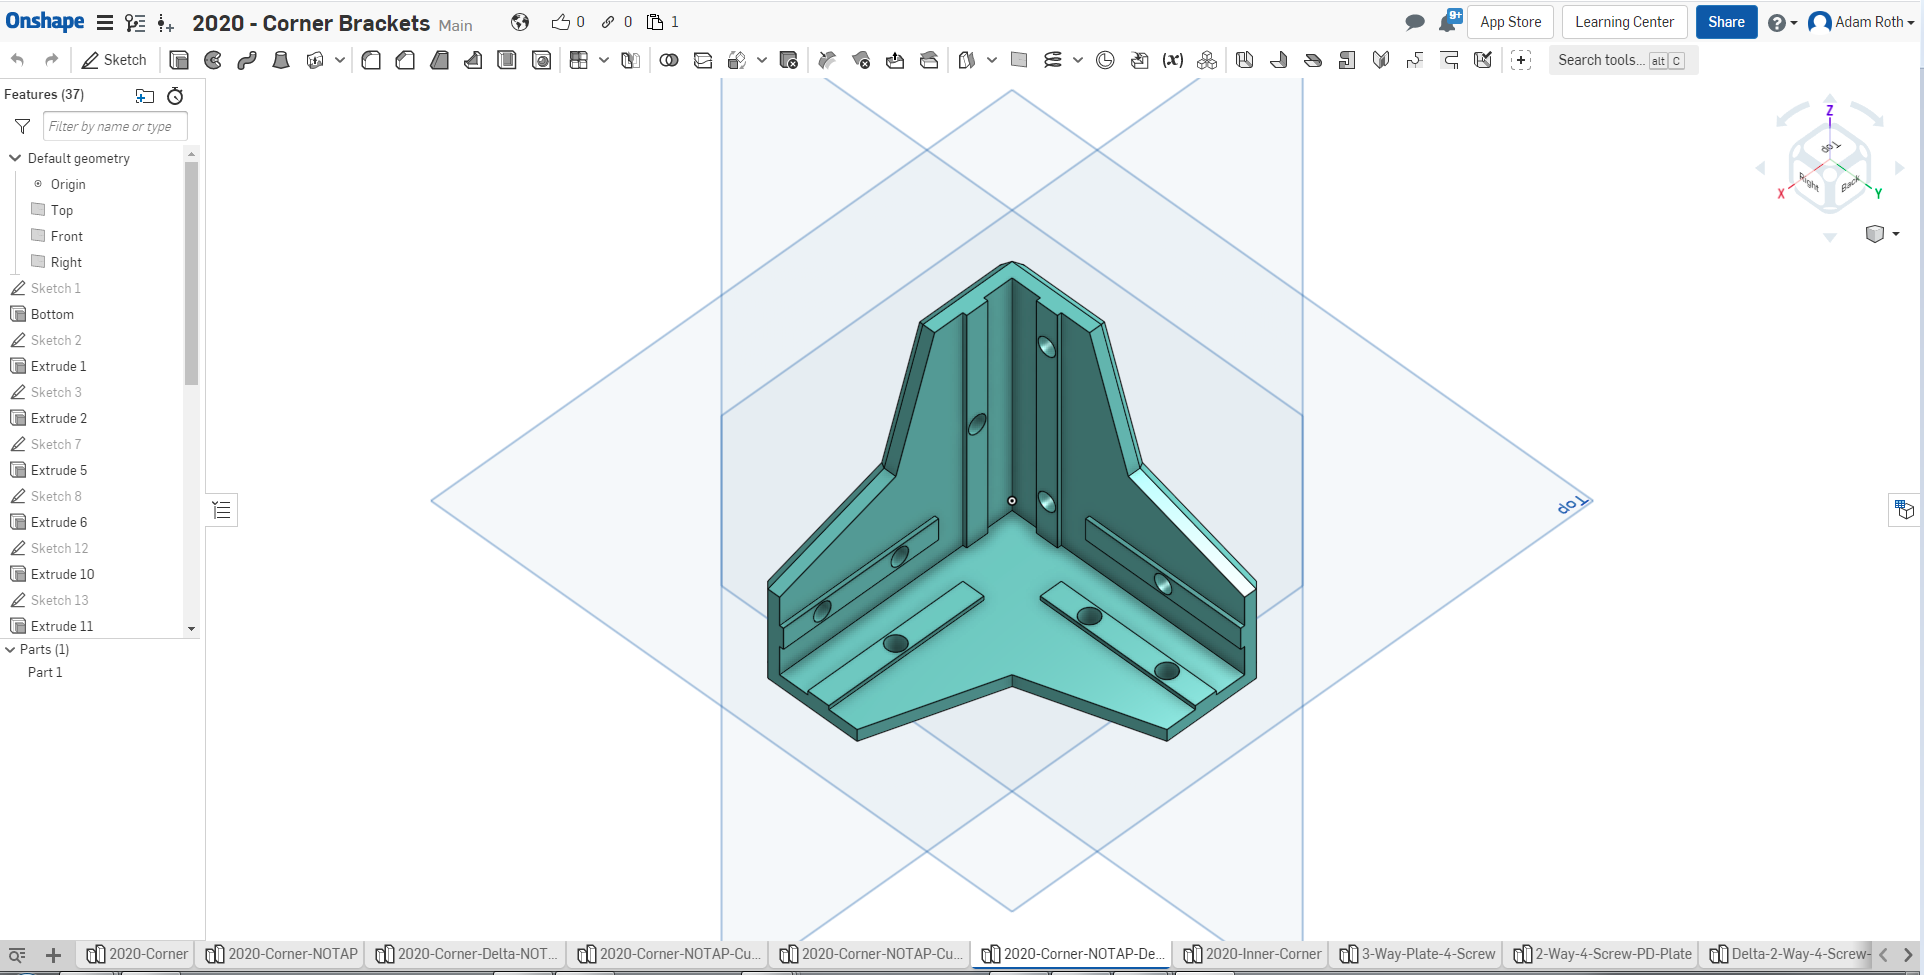 Onshape
2020 - Corner Brackets Main
0
0
1
9+
App Store
Learning Center
Share
Adam Roth
Sketch
(x)
Search tools... alt C
Features (37)
Filter by name or type
Default geometry
Origin
Top
Front
Right
Sketch 1
Bottom
Sketch 2
Extrude 1
Sketch 3
Extrude 2
Sketch 7
Extrude 5
Sketch 8
Extrude 6
Sketch 12
Extrude 10
Sketch 13
Extrude 11
Parts (1)
Part 1
Z
Top
Right
Back
X
Y
Top
2020-Corner
2020-Corner-NOTAP
2020-Corner-Delta-NOT...
2020-Corner-NOTAP-Cu...
2020-Corner-NOTAP-Cu...
2020-Corner-NOTAP-De...
2020-Inner-Corner
3-Way-Plate-4-Screw
2-Way-4-Screw-PD-Plate
Delta-2-Way-4-Screw-